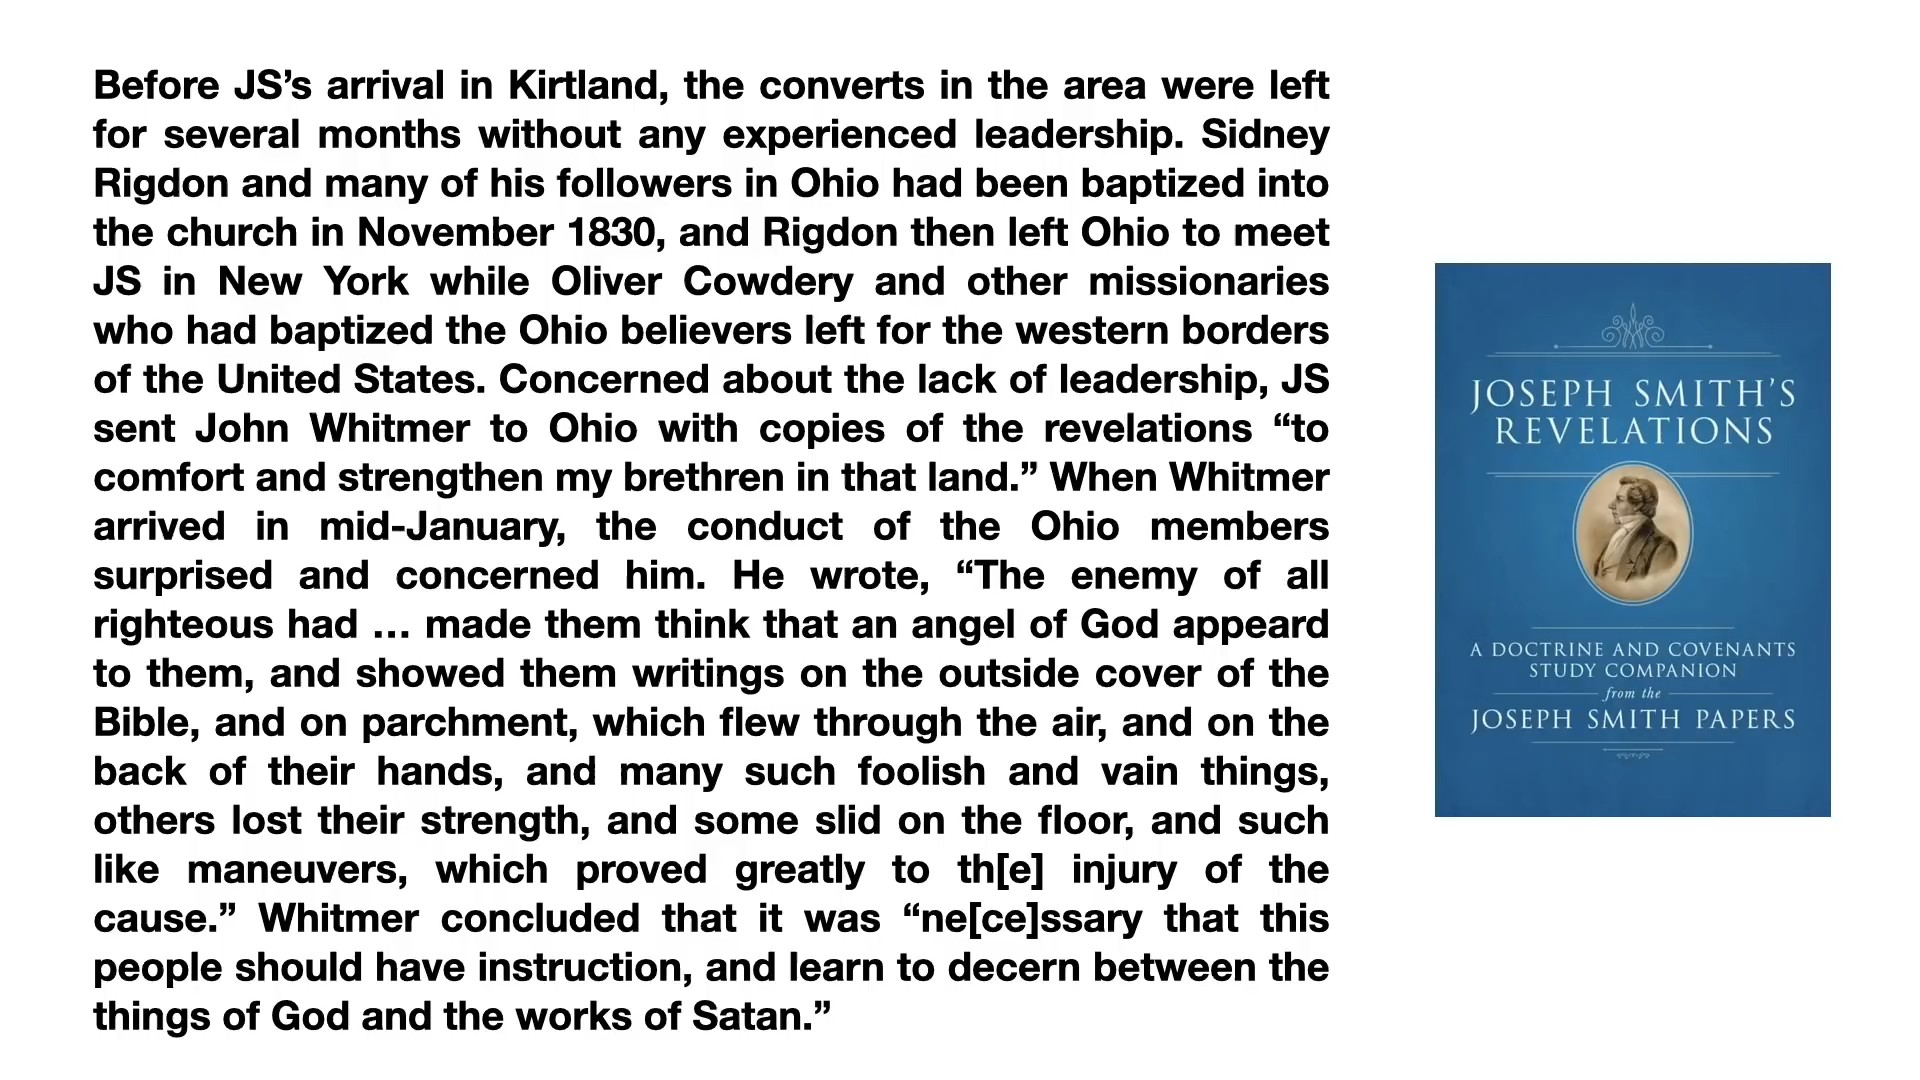 Before JS’s arrival in Kirtland, the converts in the area were left
for several months without any experienced leadership. Sidney
Rigdon and many of his followers in Ohio had been baptized into
the church in November 1830, and Rigdon then left Ohio to meet
JS in New York while Oliver Cowdery and other missionaries
who had baptized the Ohio believers left for the western borders
of the United States. Concerned about the lack of leadership, JS
sent John Whitmer to Ohio with copies of the revelations “to
comfort and strengthen my brethren in that land.” When Whitmer
arrived in mid-January, the conduct of the Ohio members
surprised and concerned him. He wrote, “The enemy of all
righteous had … made them think that an angel of God appeard
to them, and showed them writings on the outside cover of the
Bible, and on parchment, which flew through the air, and on the
back of their hands, and many such foolish and vain things,
others lost their strength, and some slid on the floor, and such
like maneuvers, which proved greatly to th[e] injury of the
cause.” Whitmer concluded that it was “ne[ce]ssary that this
people should have instruction, and learn to decern between the
things of God and the works of Satan.”
JOSEPH SMITH’S
REVELATIONS
A DOCTRINE AND COVENANTS
STUDY COMPANION
from the
JOSEPH SMITH PAPERS